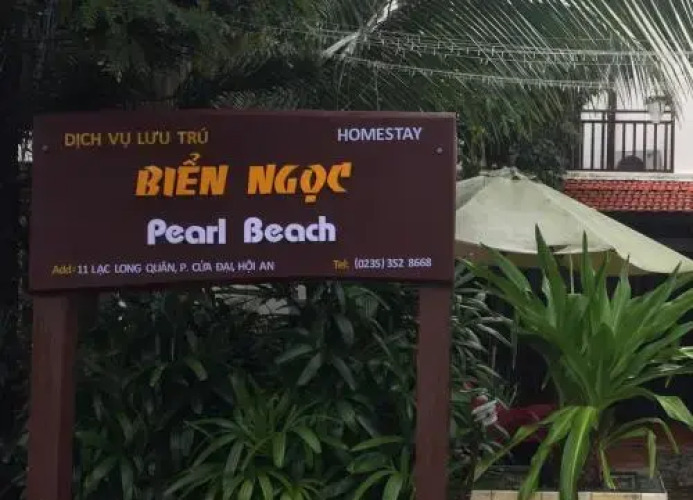 DỊCH VỤ LƯU TRÚ HOMESTAY
BIỂN NGỌC
Pearl Beach
Add: 11 LẠC LONG QUÂN, P. CỬA ĐẠI, HỘI AN Tel: (0235) 352 8668